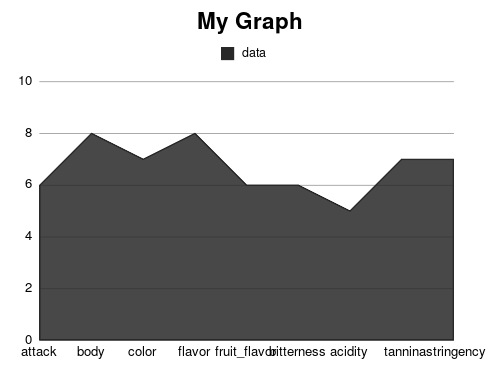 My Graph
data
10
8
6
4
2
0
attack body color flavor fruit_flavor bitterness acidity tannin astringency